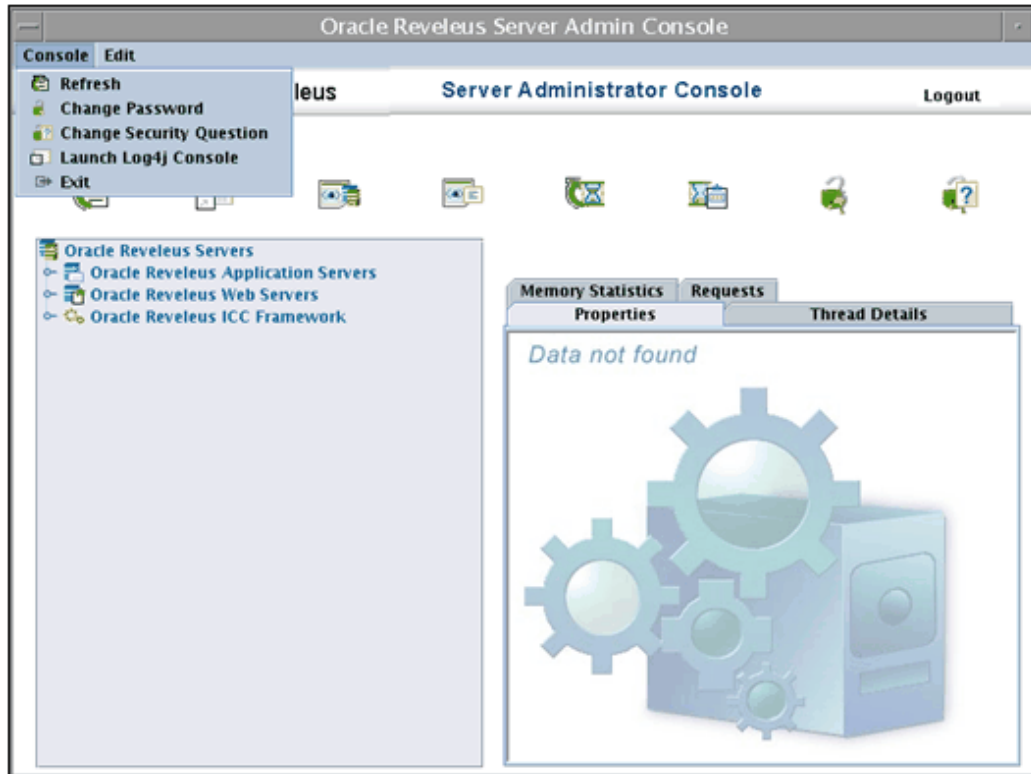 Oracle Reveleus Server Admin Console
Console Edit
Refresh
Change Password
Change Security Question
Launch Log4j Console
Exit
leus
Server Administrator Console
Logout
Oracle Reveleus Servers
Oracle Reveleus Application Servers
Oracle Reveleus Web Servers
Oracle Reveleus ICC Framework
Memory Statistics Requests
Properties Thread Details
Data not found